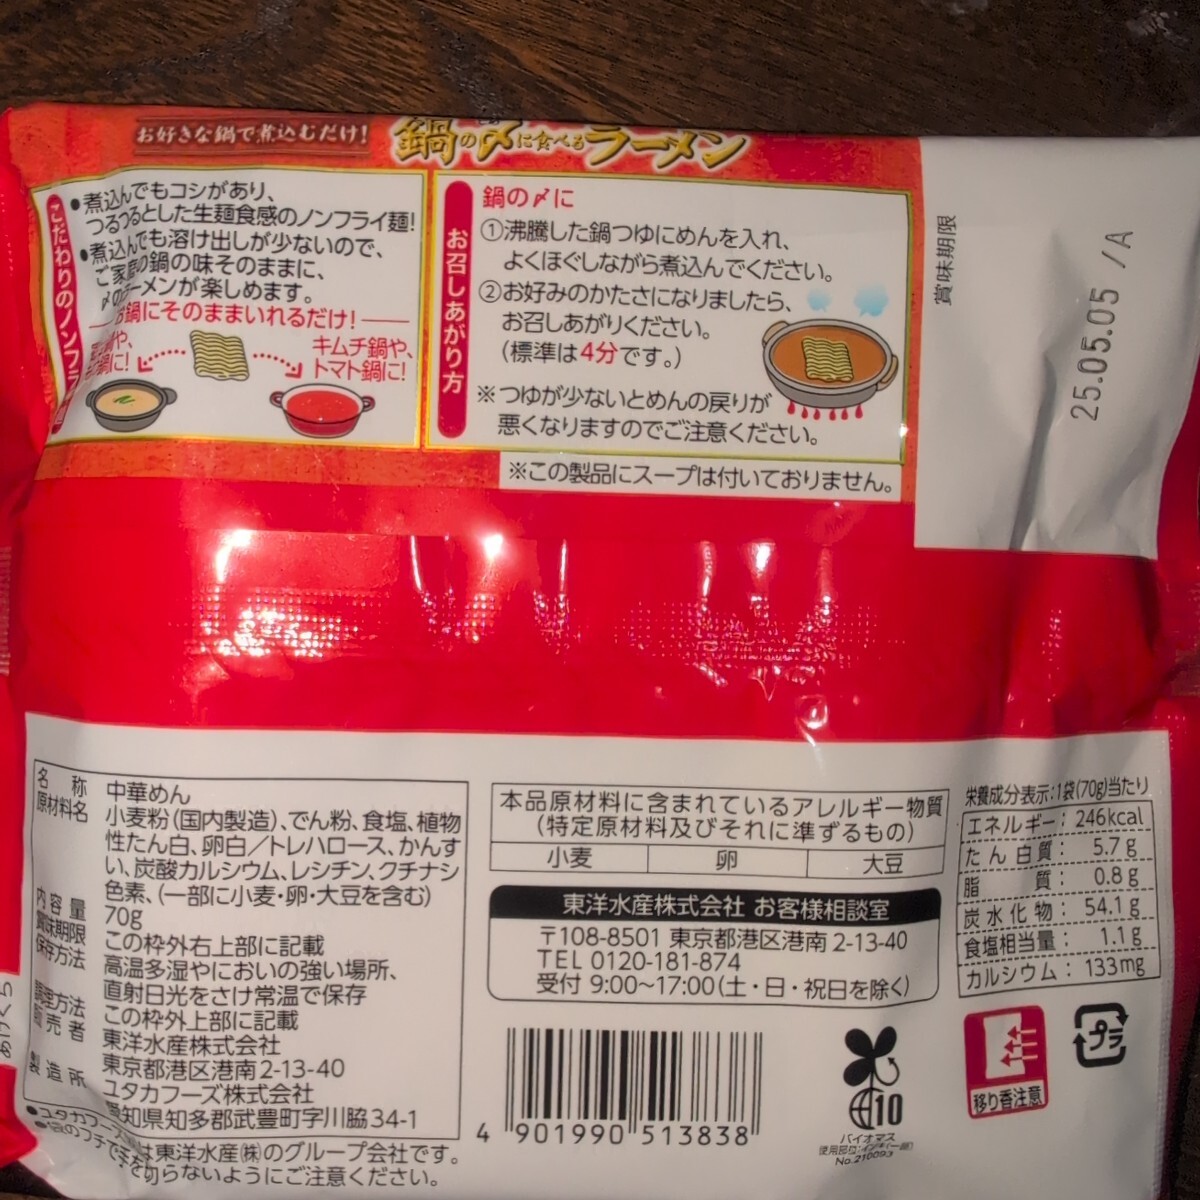 お好きな鍋で煮込むだけ!
鍋の〆に食べるラーメン
こだわりのノンフラ
●煮込んでもコシがあり、
つるつるとした生麺食感のノンフライ麺!
●煮込んでも溶け出しが少ないので、
ご家庭の鍋の味そのままに、
〆のラーメンが楽しめます。
お鍋にそのままいれるだけ!
鍋や、
鍋に!
キムチ鍋や、
トマト鍋に!
お召しあがり方
鍋の〆に
①沸騰した鍋つゆにめんを入れ、
よくほぐしながら煮込んでください。
②お好みのかたさになりましたら、
お召しあがりください。
(標準は4分です。)
※つゆが少ないとめんの戻りが
悪くなりますのでご注意ください。
※この製品にスープは付いておりません。
賞味期限
25.05.05 /A
名称 中華めん
原材料名 小麦粉(国内製造)、でん粉、食塩、植物
性たん白、卵白/トレハロース、かんす
い、炭酸カルシウム、レシチン、クチナシ
色素、(一部に小麦・卵・大豆を含む)
内容量 70g
賞味期限 この枠外右上部に記載
保存方法 高温多湿やにおいの強い場所、
直射日光をさけ常温で保存
調理方法 この枠外上部に記載
販売者 東洋水産株式会社
東京都港区港南2-13-40
製造所 ユタカフーズ株式会社
愛知県知多郡武豊町字川脇34-1
●ユタカフーズ㈱は東洋水産㈱のグループ会社です。
●袋のフチで手を切らないようにご注意ください。
あけくち
本品原材料に含まれているアレルギー物質
(特定原材料及びそれに準ずるもの)
小麦 卵 大豆
東洋水産株式会社 お客様相談室
〒108-8501 東京都港区港南 2-13-40
TEL 0120-181-874
受付 9:00~17:00(土・日・祝日を除く)
4 901990 513838
10
バイオマス
No.210093
栄養成分表示:1袋(70g)当たり
エネルギー: 246kcal
たん白質: 5.7g
脂質: 0.8g
炭水化物: 54.1g
食塩相当量: 1.1g
カルシウム: 133mg
移り香注意
プラ